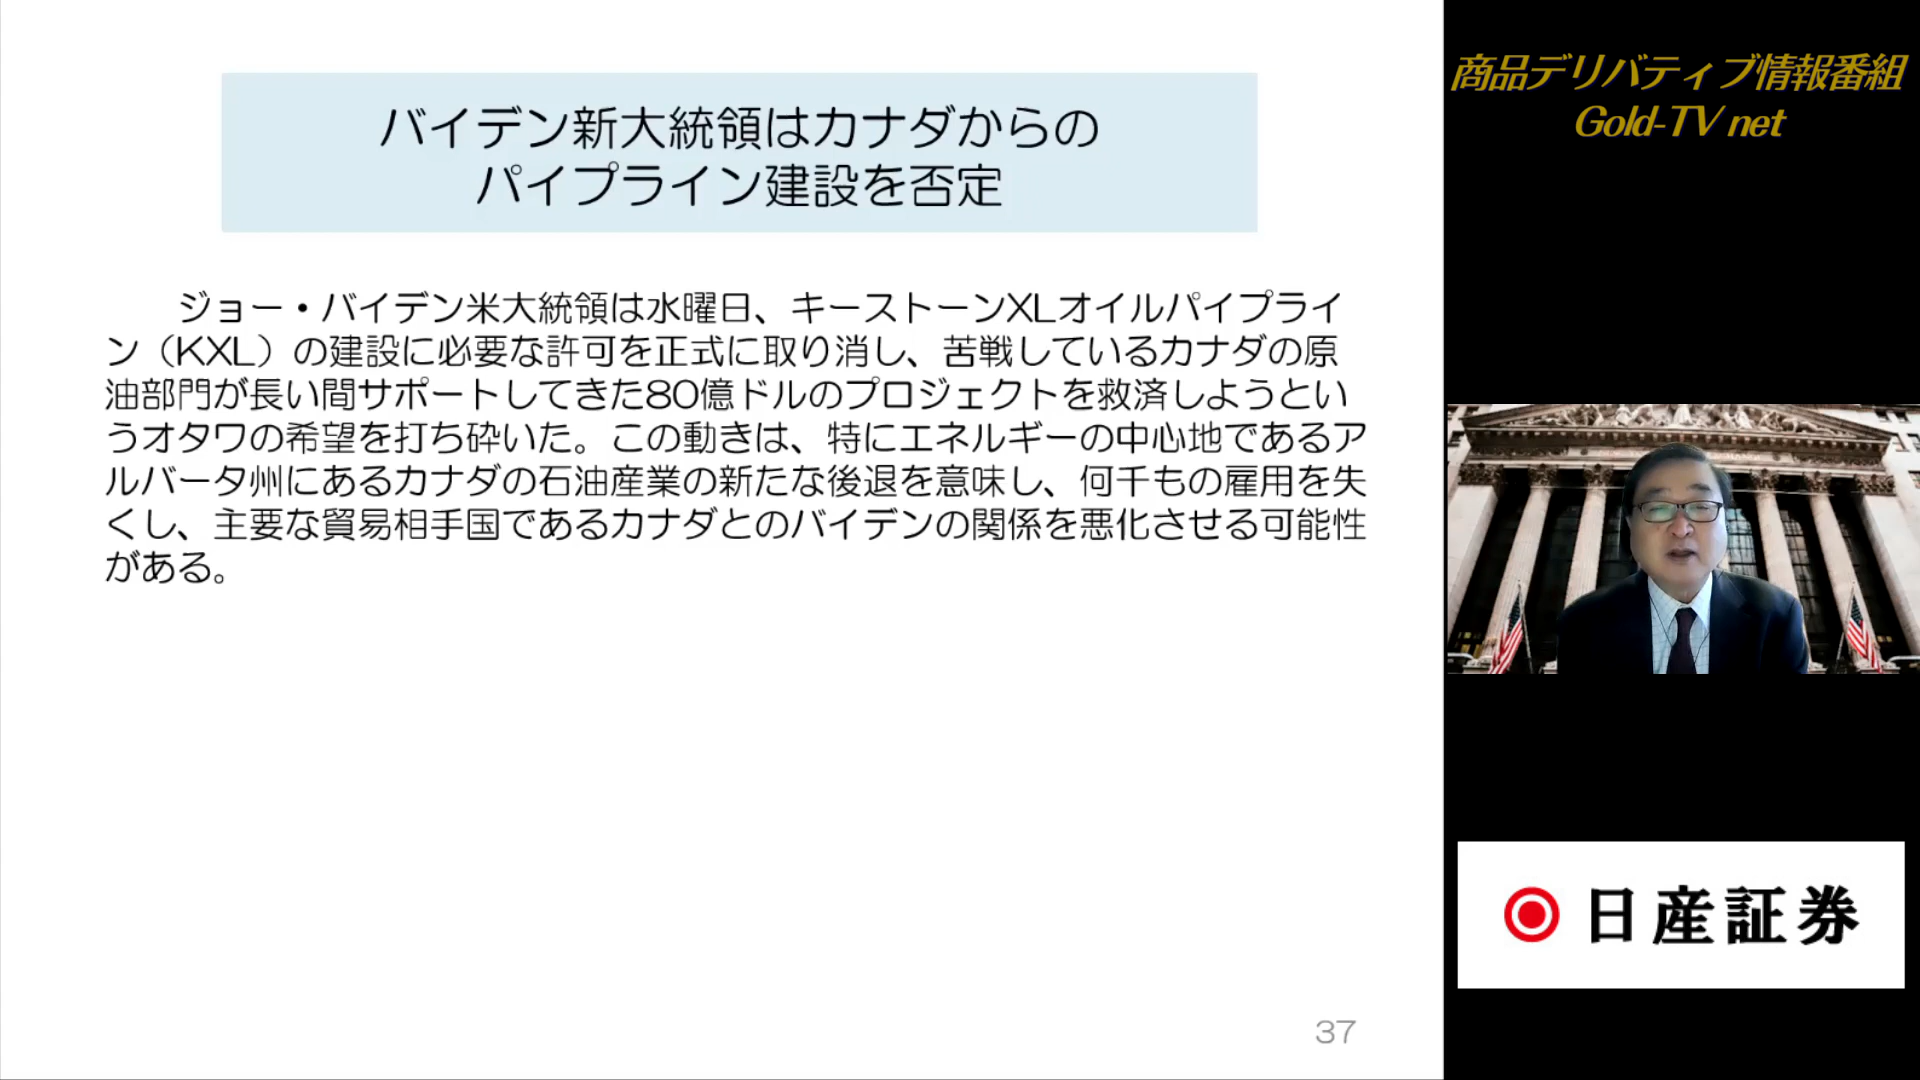 バイデン新大統領はカナダからの
パイプライン建設を否定
ジョー・バイデン米大統領は水曜日、キーストーンXLオイルパイプライ
ン（KXL）の建設に必要な許可を正式に取り消し、苦戦しているカナダの原
油部門が長い間サポートしてきた80億ドルのプロジェクトを救済しようとい
うオタワの希望を打ち砕いた。この動きは、特にエネルギーの中心地であるア
ルバータ州にあるカナダの石油産業の新たな後退を意味し、何千もの雇用を失
くし、主要な貿易相手国であるカナダとのバイデンの関係を悪化させる可能性
がある。
37
商品デリバティブ情報番組
Gold-TV net
日産証券